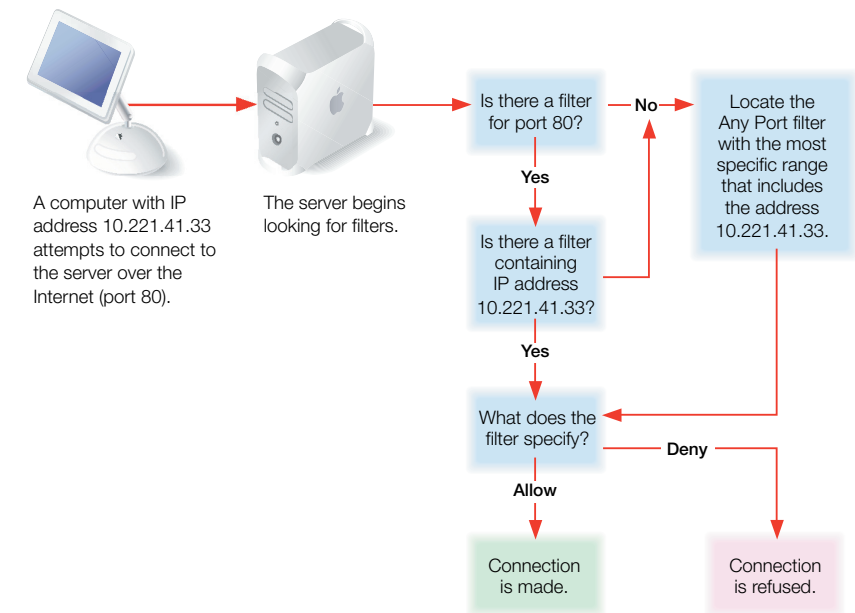 A computer with IP
address 10.221.41.33
attempts to connect to
the server over the
Internet (port 80).
The server begins
looking for filters.
Is there a filter
for port 80?
No
Locate the
Any Port filter
with the most
specific range
that includes
the address
10.221.41.33.
Yes
Is there a filter
containing
IP address
10.221.41.33?
Yes
What does the
filter specify?
Deny
Allow
Connection
is made.
Connection
is refused.